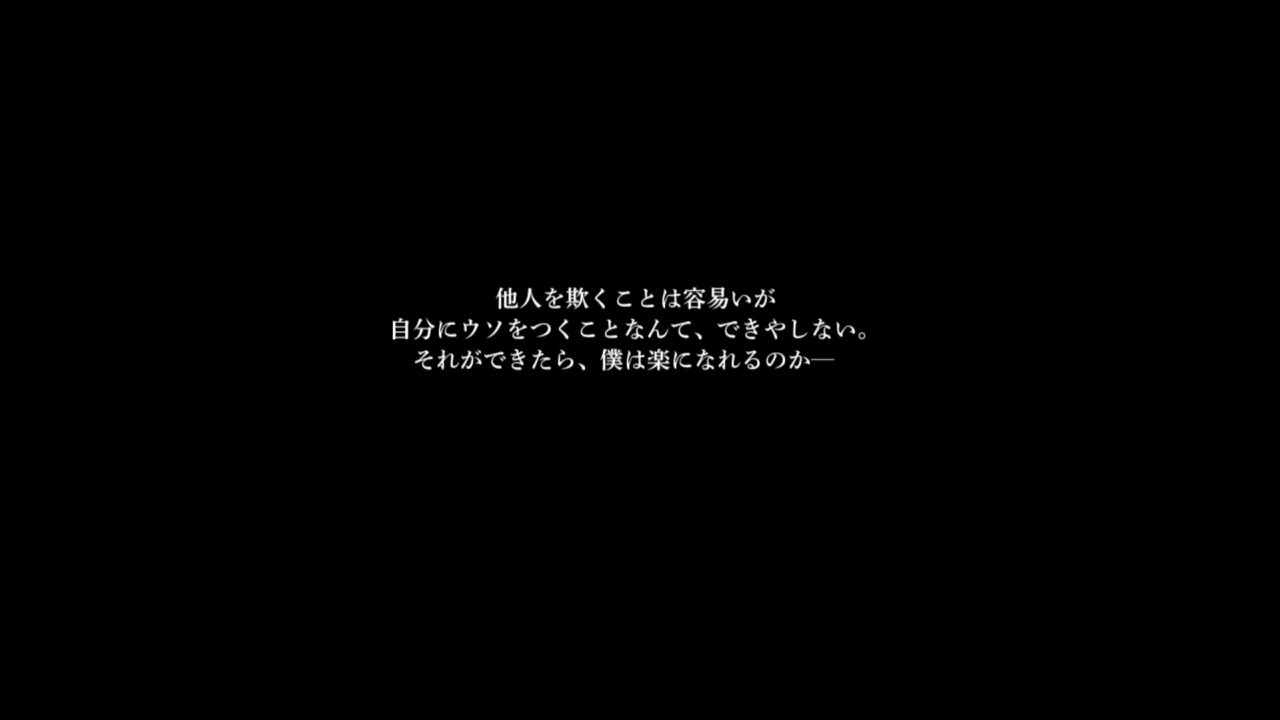 他人を欺くことは容易いが
自分にウソをつくことなんて、できやしない。
それができたら、僕は楽になれるのか─